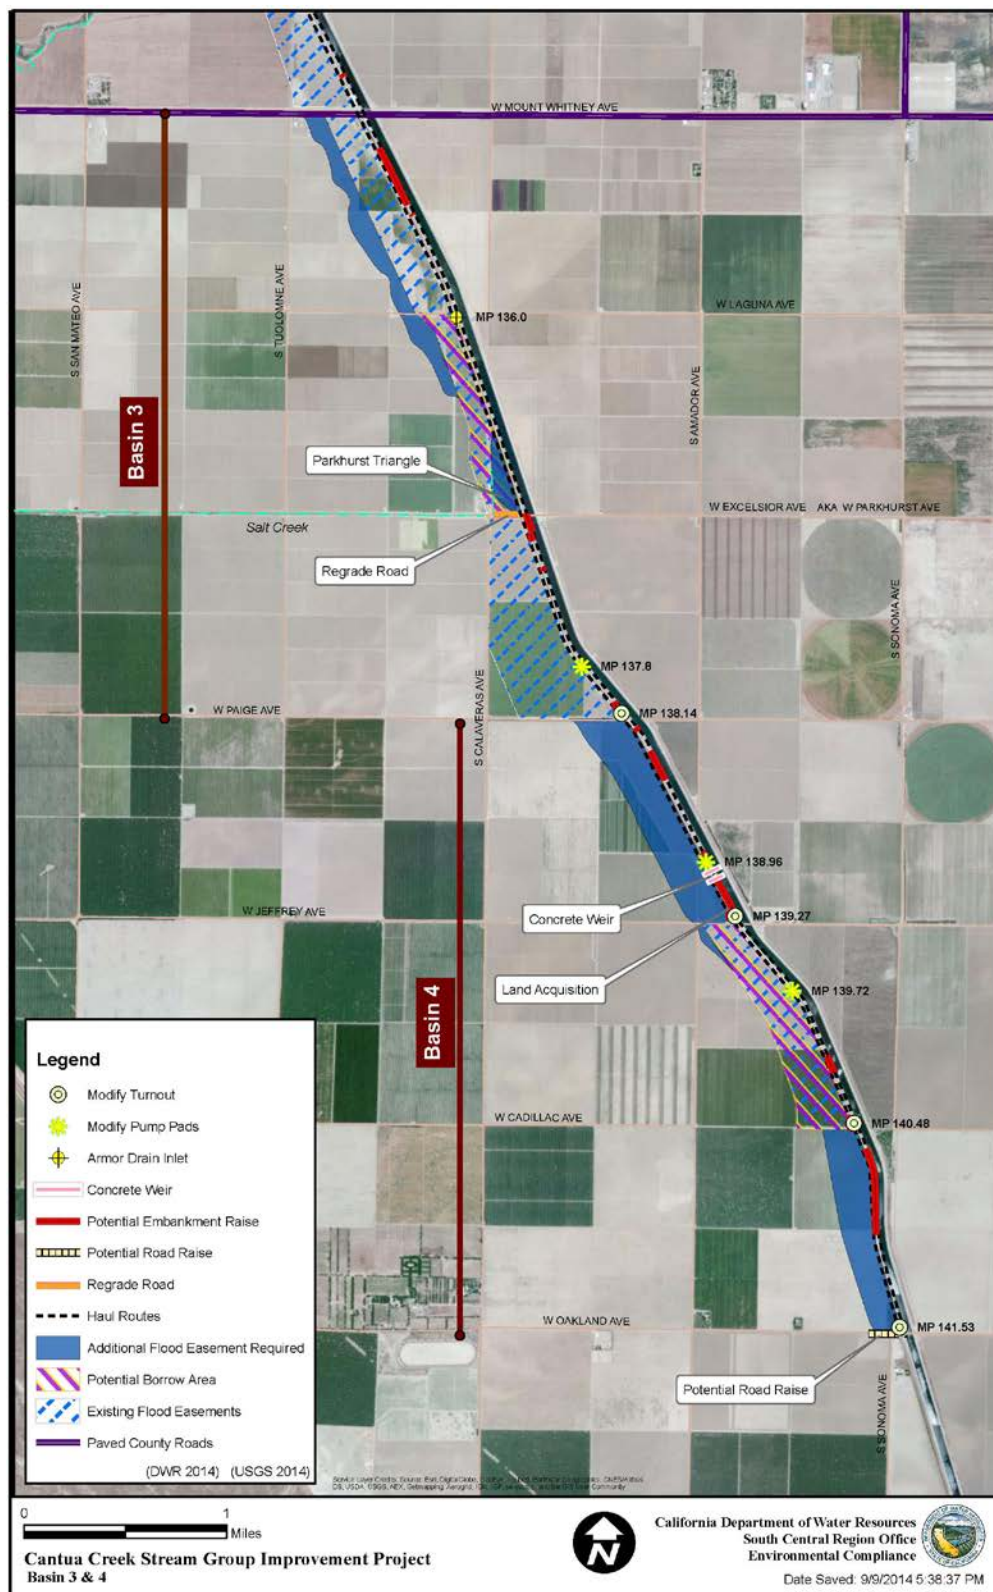 W MOUNT WHITNEY AVE
S SAN MATEO AVE
S TUOLOMNE AVE
W LAGUNA AVE
MP 136.0
S AMADOR AVE
Basin 3
Parkhurst Triangle
W EXCELSIOR AVE AKA W PARKHURST AVE
Salt Creek
Regrade Road
S SONOMA AVE
MP 137.8
S CALAVERAS AVE
W PAIGE AVE
MP 138.14
MP 138.96
W JEFFREY AVE
Concrete Weir
MP 139.27
Land Acquisition
MP 139.72
Basin 4
W CADILLAC AVE
MP 140.48
W OAKLAND AVE
MP 141.53
Potential Road Raise
S SONOMA AVE
Legend
Modify Turnout
Modify Pump Pads
Armor Drain Inlet
Concrete Weir
Potential Embankment Raise
Potential Road Raise
Regrade Road
Haul Routes
Additional Flood Easement Required
Potential Borrow Area
Existing Flood Easements
Paved County Roads
(DWR 2014) (USGS 2014)
0 1
Miles
Cantua Creek Stream Group Improvement Project
Basin 3 & 4
N
California Department of Water Resources
South Central Region Office
Environmental Compliance
Date Saved: 9/9/2014 5:38:37 PM